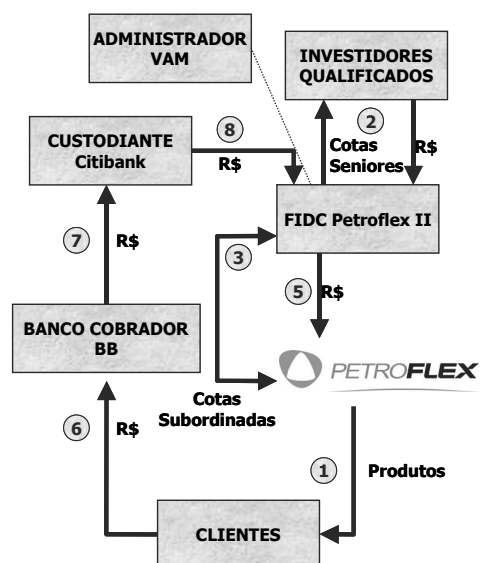 ADMINISTRADOR
VAM
INVESTIDORES
QUALIFICADOS
2
Cotas
Seniores
R$
CUSTODIANTE
Citibank
8
R$
FIDC Petroflex II
7
R$
3
5
R$
BANCO COBRADOR
BB
PETROFLEX
Cotas
Subordinadas
6
R$
1
Produtos
CLIENTES